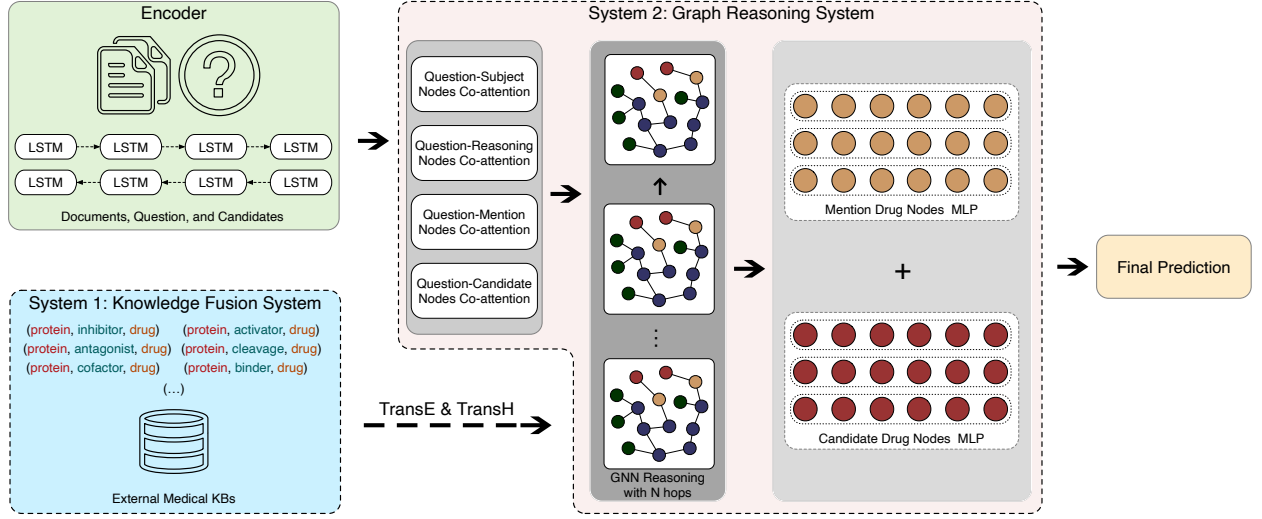 Encoder
LSTM LSTM LSTM LSTM
LSTM LSTM LSTM LSTM
Documents, Question, and Candidates
System 1: Knowledge Fusion System
(protein, inhibitor, drug) (protein, activator, drug)
(protein, antagonist, drug) (protein, cleavage, drug)
(protein, cofactor, drug) (protein, binder, drug)
(...)
External Medical KBs
TransE & TransH
System 2: Graph Reasoning System
Question-Subject
Nodes Co-attention
Question-Reasoning
Nodes Co-attention
Question-Mention
Nodes Co-attention
Question-Candidate
Nodes Co-attention
GNN Reasoning
with N hops
Mention Drug Nodes MLP
+
Candidate Drug Nodes MLP
Final Prediction